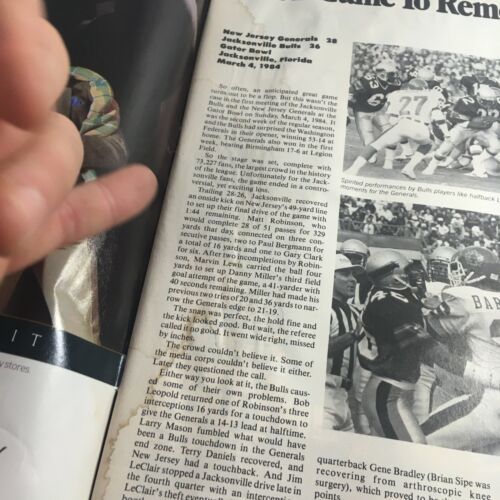 Game To Rem
New Jersey Generals 28
Jacksonville Bulls 26
Gator Bowl
Jacksonville, Florida
March 4, 1984
So often, an anticipated great game
turns out to be a flop. But this wasn't the
case in the first meeting of the Jacksonville
Bulls and the New Jersey Generals at the
Gator Bowl on Sunday, March 4, 1984. It
was the second week of the regular season,
and the Bulls had surprised the Washington
Federals in their opener, winning 53-14 at
home. The Generals also won in the first
week, beating Birmingham 17-6 at Legion
Field.
So the stage was set, complete with
73,227 fans, the largest crowd in the history
of the league. Unfortunately for the Jack-
sonville fans, the game ended in a contro-
versial, yet exciting loss.
Trailing 28-26, Jacksonville recovered
an onside kick on New Jersey's 49-yard line
to set up their final drive of the game with
1:44 remaining. Matt Robinson, who
would complete 28 of 51 passes for 329
yards that day, connected on three con-
secutive passes, two to Paul Bergmann for
a total of 16 yards and one to Gary Clark
for six. After two incompletions by Robin-
son, Marvin Lewis carried the ball four
yards to set up Danny Miller's third field
goal attempt of the game, a 41-yarder with
40 seconds remaining. Miller had made his
previous two tries of 20 and 36 yards to nar-
row the Generals edge to 21-19.
The snap was perfect, the hold fine and
the kick looked good. But wait, the referee
called it no good. It went wide right, missed
by inches.
The crowd couldn't believe it. Some of
the media corps couldn't believe it either.
Later they questioned the call.
Either way you look at it, the Bulls caus-
ed some of their own problems. Bob
Leopold returned one of Robinson's three
interceptions 16 yards for a touchdown to
give the Generals a 14-13 lead at halftime.
Larry Mason fumbled what would have
been a Bulls touchdown in the Generals
end zone. Terry Daniels recovered, and
New Jersey had a touchback. And Jim
LeClair stopped a Jacksonville drive late in
the fourth quarter with an interception
LeClair's theft eventually
Spirited performances by Bulls players like halfback L
moments for the Generals.
quarterback Gene Bradley (Brian Sipe was
recovering from arthroscopic knee
surgery), which proved to be th
points
27
BAR
I T
y stores.